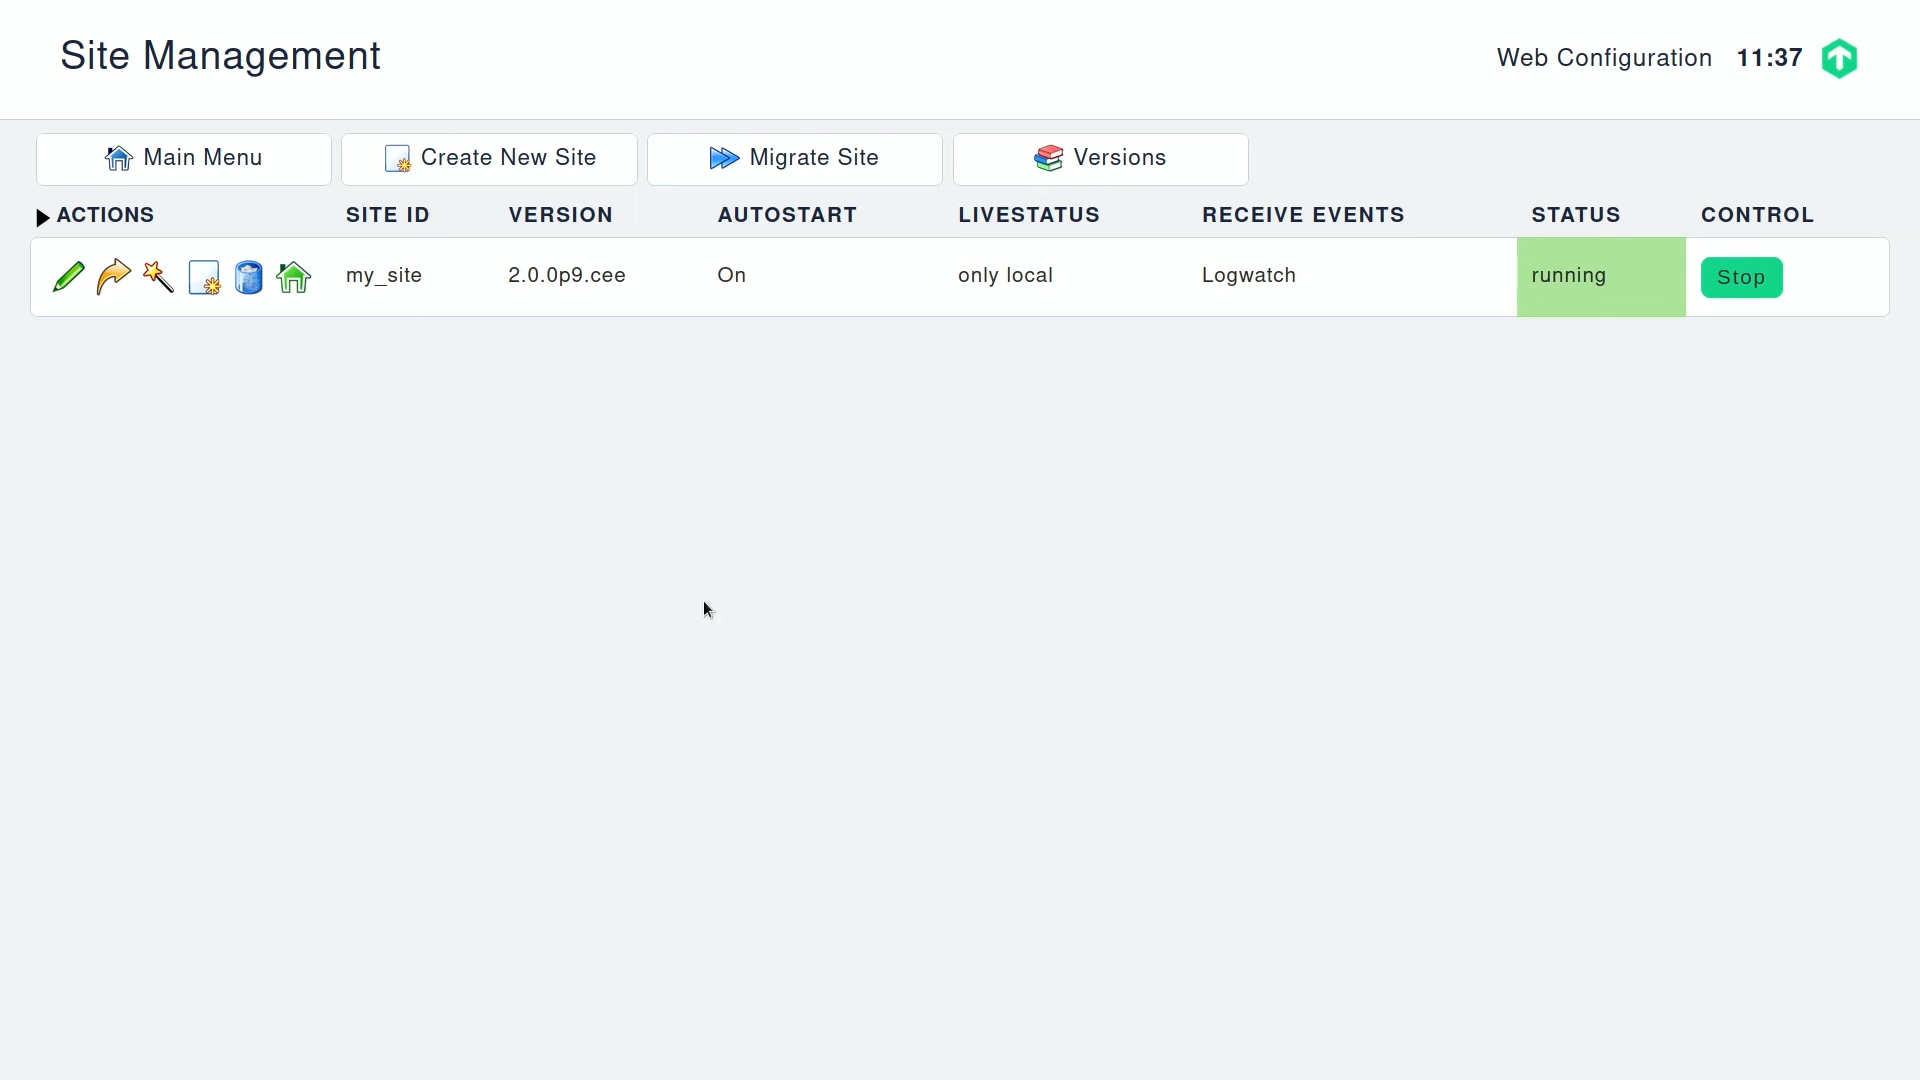 Site Management
Web Configuration 11:37
Main Menu Create New Site Migrate Site Versions
ACTIONS SITE ID VERSION AUTOSTART LIVESTATUS RECEIVE EVENTS STATUS CONTROL
my_site 2.0.0p9.cee On only local Logwatch running Stop